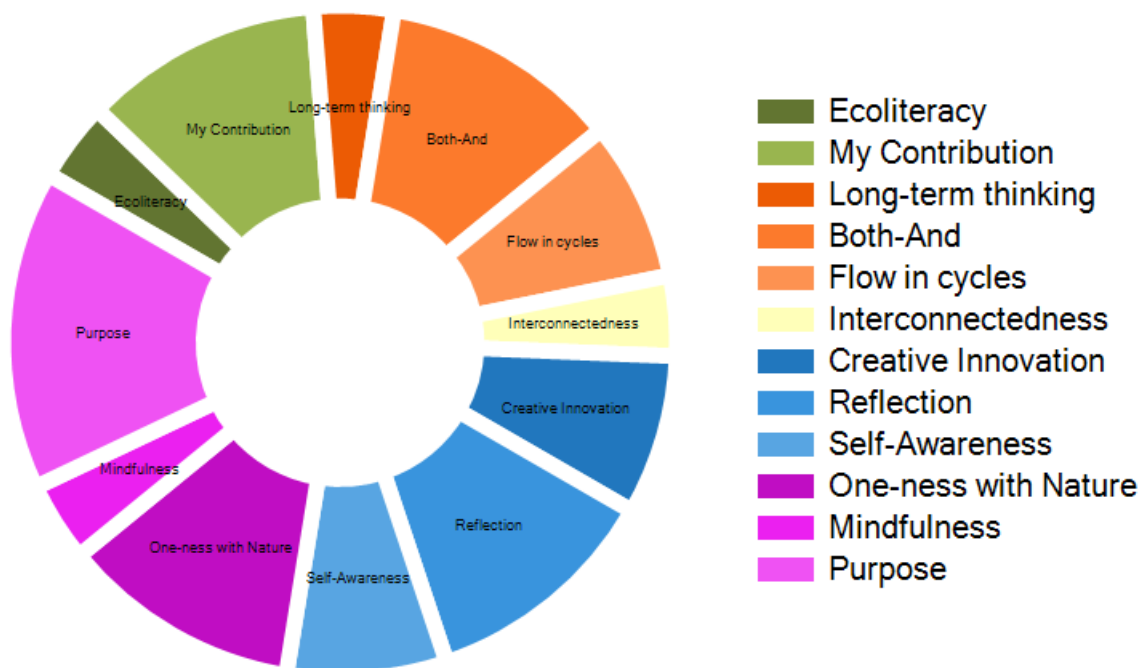 Long-term thinking
My Contribution
Both-And
Ecoliteracy
Flow in cycles
Interconnectedness
Purpose
Creative Innovation
Mindfulness
Reflection
One-ness with Nature
Self-Awareness
Ecoliteracy
My Contribution
Long-term thinking
Both-And
Flow in cycles
Interconnectedness
Creative Innovation
Reflection
Self-Awareness
One-ness with Nature
Mindfulness
Purpose